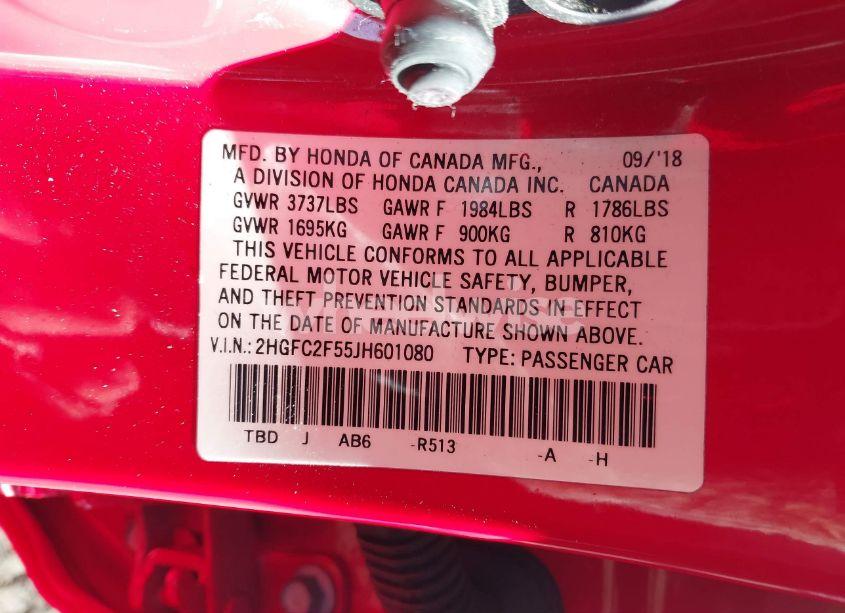 MFD. BY HONDA OF CANADA MFG., 09/'18
A DIVISION OF HONDA CANADA INC. CANADA
GVWR 3737LBS GAWR F 1984LBS R 1786LBS
GVWR 1695KG GAWR F 900KG R 810KG
THIS VEHICLE CONFORMS TO ALL APPLICABLE
FEDERAL MOTOR VEHICLE SAFETY, BUMPER,
AND THEFT PREVENTION STANDARDS IN EFFECT
ON THE DATE OF MANUFACTURE SHOWN ABOVE.
V.I.N.: 2HGFC2F55JH601080 TYPE: PASSENGER CAR
TBD J AB6 -R513 -A -H